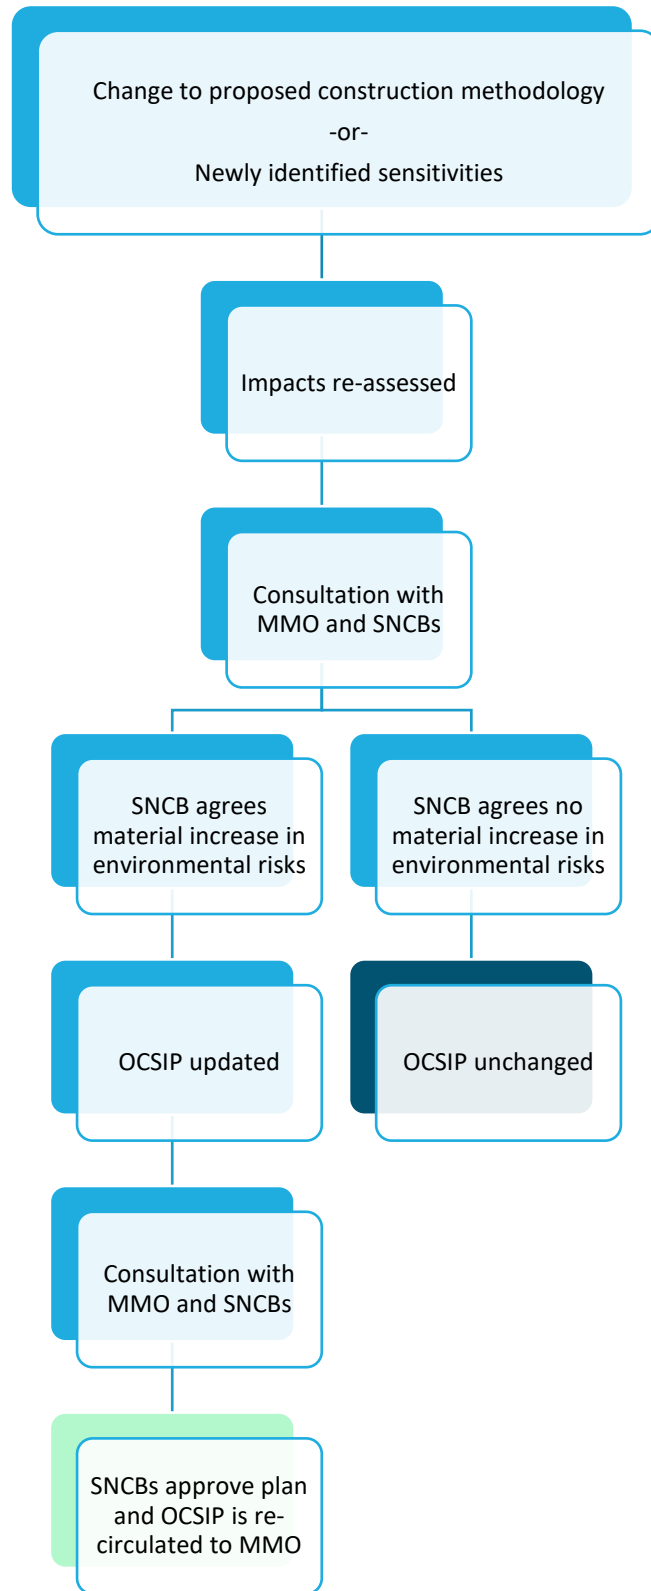 Change to proposed construction methodology
-or-
Newly identified sensitivities
Impacts re-assessed
Consultation with
MMO and SNCBs
SNCB agrees
material increase in
environmental risks
SNCB agrees no
material increase in
environmental risks
OCSIP updated
OCSIP unchanged
Consultation with
MMO and SNCBs
SNCBs approve plan
and OCSIP is re-
circulated to MMO